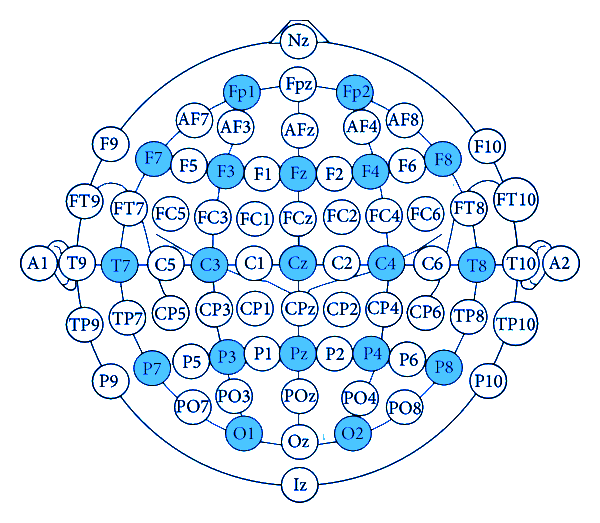 Nz
Fp1 Fpz Fp2
AF7 AF3 AFz AF4 AF8
F9 F7 F5 F3 F1 Fz F2 F4 F6 F8 F10
FT9 FT7 FC5 FC3 FC1 FCz FC2 FC4 FC6 FT8 FT10
A1 T9 T7 C5 C3 C1 Cz C2 C4 C6 T8 T10 A2
TP9 TP7 CP5 CP3 CP1 CPz CP2 CP4 CP6 TP8 TP10
P9 P7 P5 P3 P1 Pz P2 P4 P6 P8 P10
PO7 PO3 POz PO4 PO8
O1 Oz O2
Iz